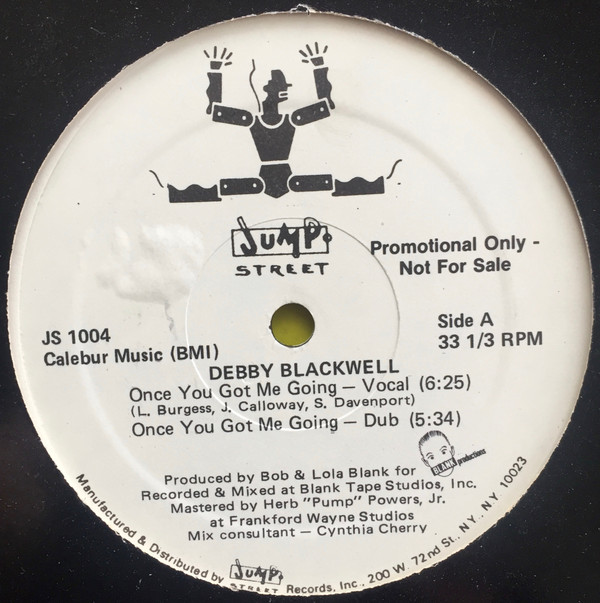 JUMP.
STREET
Promotional Only -
Not For Sale
JS 1004
Calebur Music (BMI)
Side A
33 1/3 RPM
DEBBY BLACKWELL
Once You Got Me Going — Vocal (6:25)
(L. Burgess, J. Calloway, S. Davenport)
Once You Got Me Going — Dub (5:34)
Produced by Bob & Lola Blank for
BLANK productions
Recorded & Mixed at Blank Tape Studios, Inc.
Mastered by Herb "Pump" Powers, Jr.
at Frankford Wayne Studios
Mix consultant — Cynthia Cherry
Manufactured & Distributed by JUMP. STREET Records, Inc., 200 W. 72nd St., N.Y., N.Y. 10023